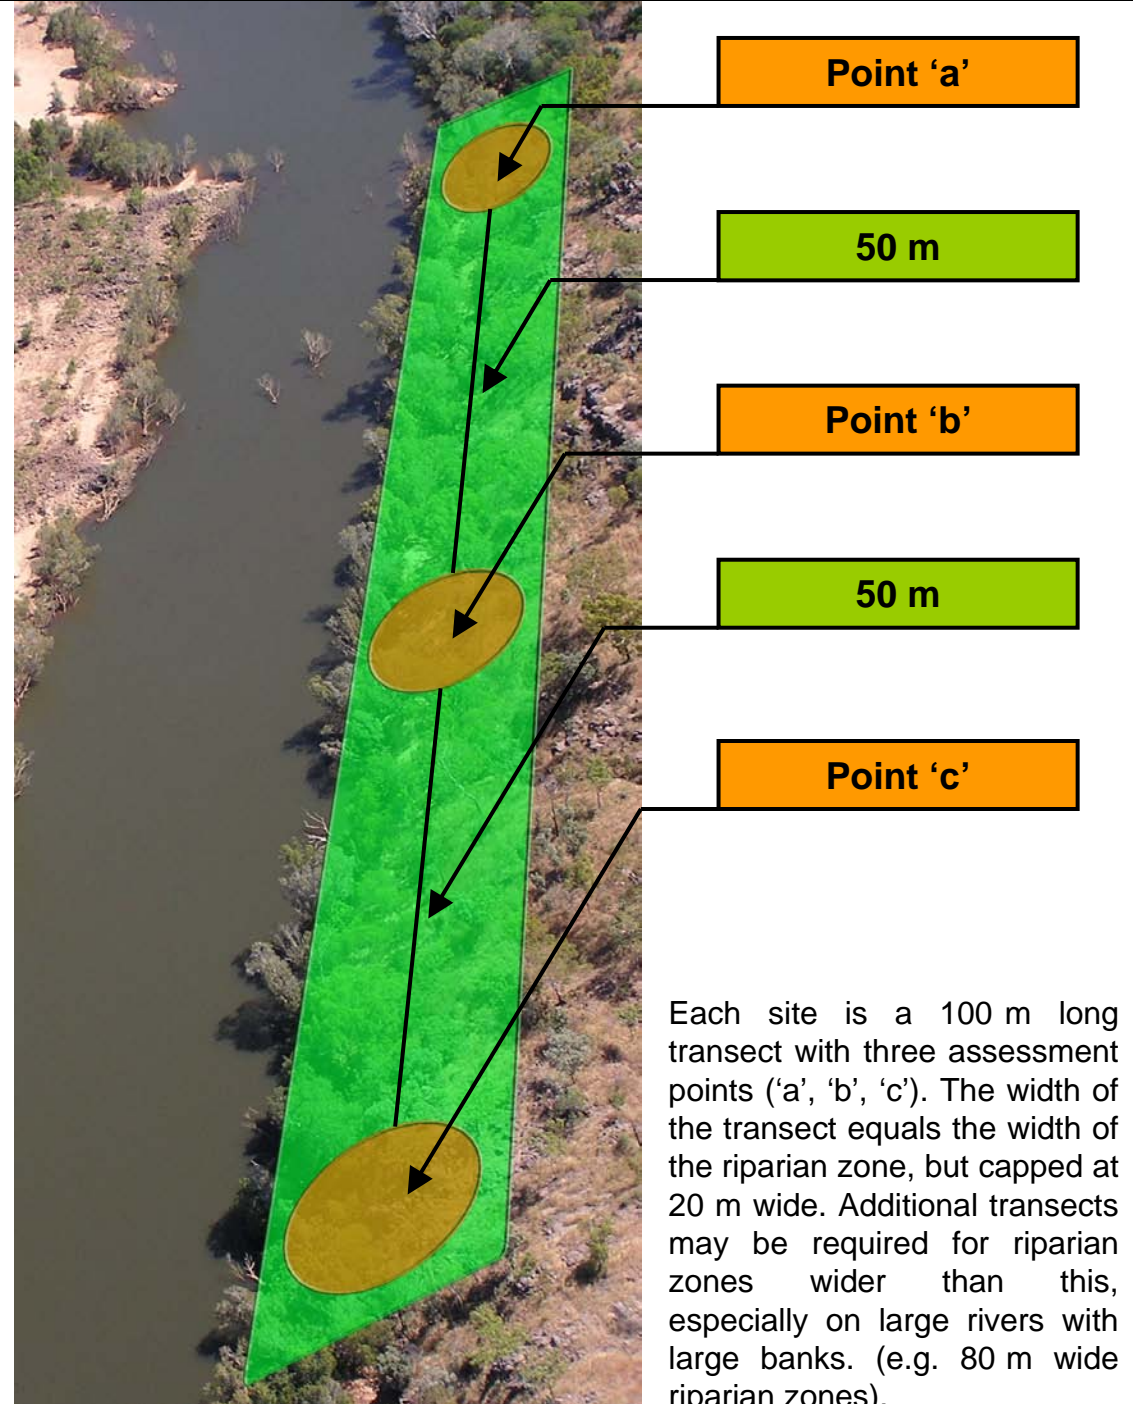 Point ‘a’
50 m
Point ‘b’
50 m
Point ‘c’
Each site is a 100 m long
transect with three assessment
points (‘a’, ‘b’, ‘c’). The width of
the transect equals the width of
the riparian zone, but capped at
20 m wide. Additional transects
may be required for riparian
zones wider than this,
especially on large rivers with
large banks. (e.g. 80 m wide
riparian zones).